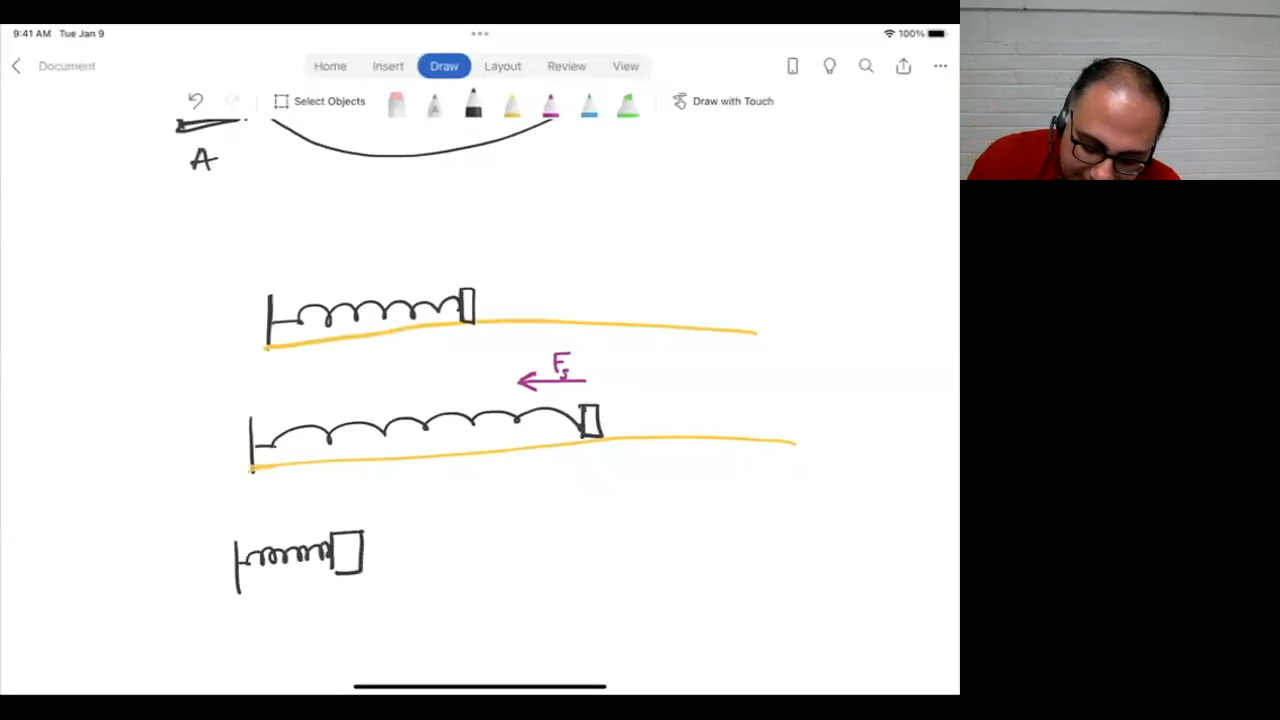 9:41 AM Tue Jan 9
100%
Document
Home Insert Draw Layout Review View
Select Objects
Draw with Touch
A
Fs